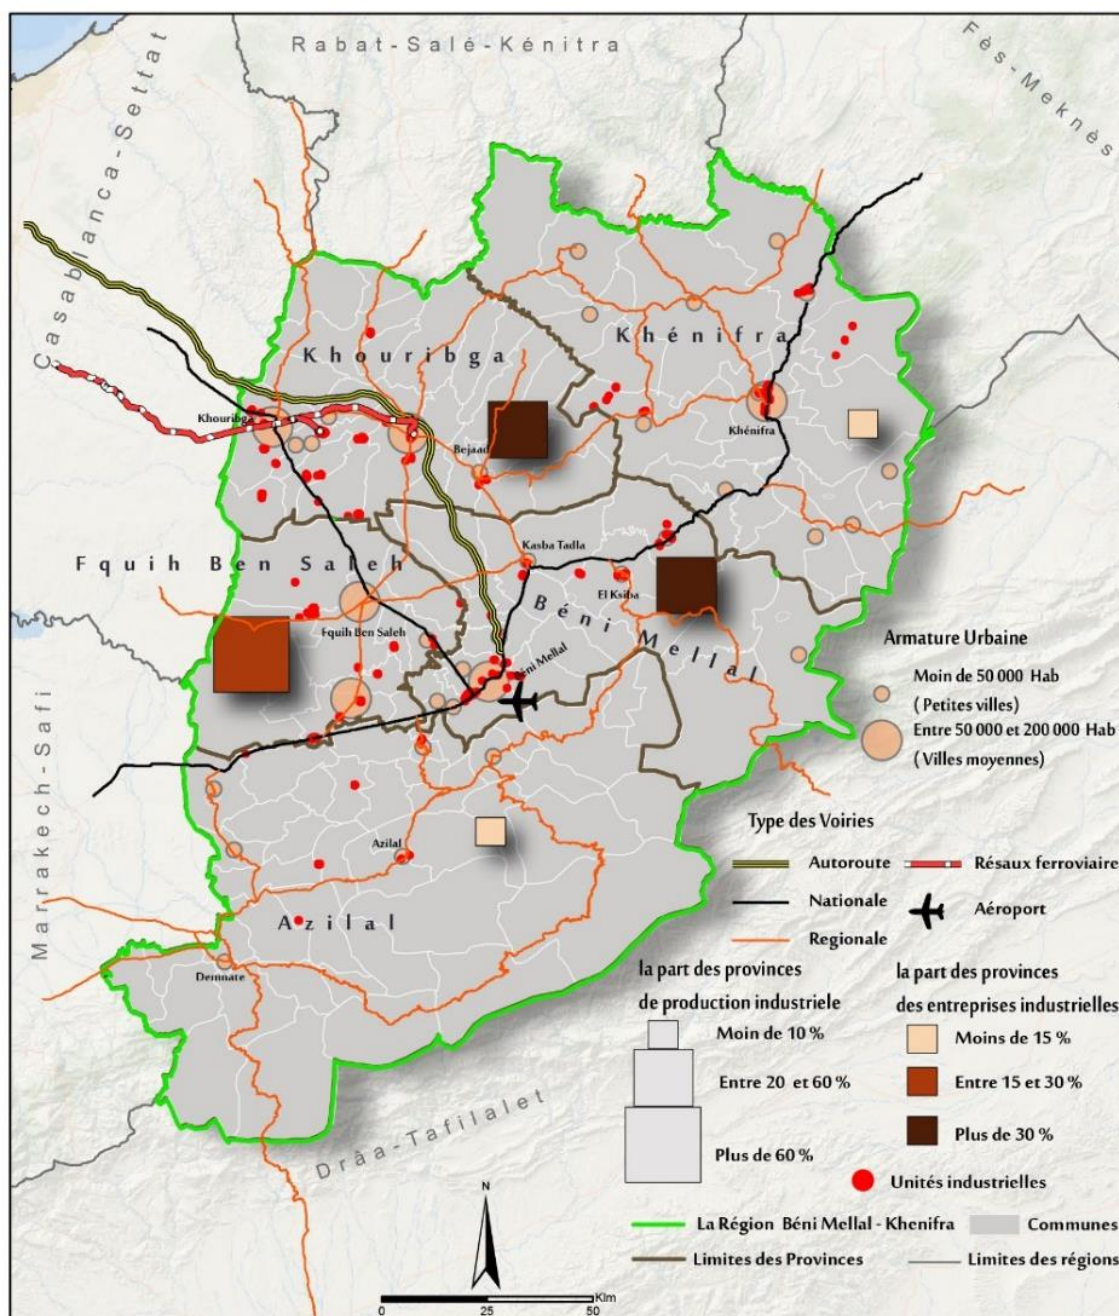 Rabat-Salé-Kénitra
Fès-Meknès
Casablanca-Settat
Khouribga
Khénifra
Khouribga
Khénifra
Bejaad
Kasba Tadla
Fquih Ben Saleh
El Ksiba
Béni Mellal
Fquih Ben Saleh
Béni Mellal
Marrakech-Safi
Azilal
Azilal
Demnate
Drâa-Tafilalet
Armature Urbaine
Moin de 50 000 Hab
( Petites villes)
Entre 50 000 et 200 000 Hab
( Villes moyennes)
Type des Voiries
Autoroute
Résaux ferroviaire
Nationale
Aéroport
Regionale
la part des provinces
de production industriele
Moin de 10 %
Entre 20 et 60 %
Plus de 60 %
la part des provinces
des entreprises industrielles
Moins de 15 %
Entre 15 et 30 %
Plus de 30 %
Unités industrielles
La Région Béni Mellal - Khenifra
Communes
Limites des Provinces
Limites des régions
N
0 25 50
Klm